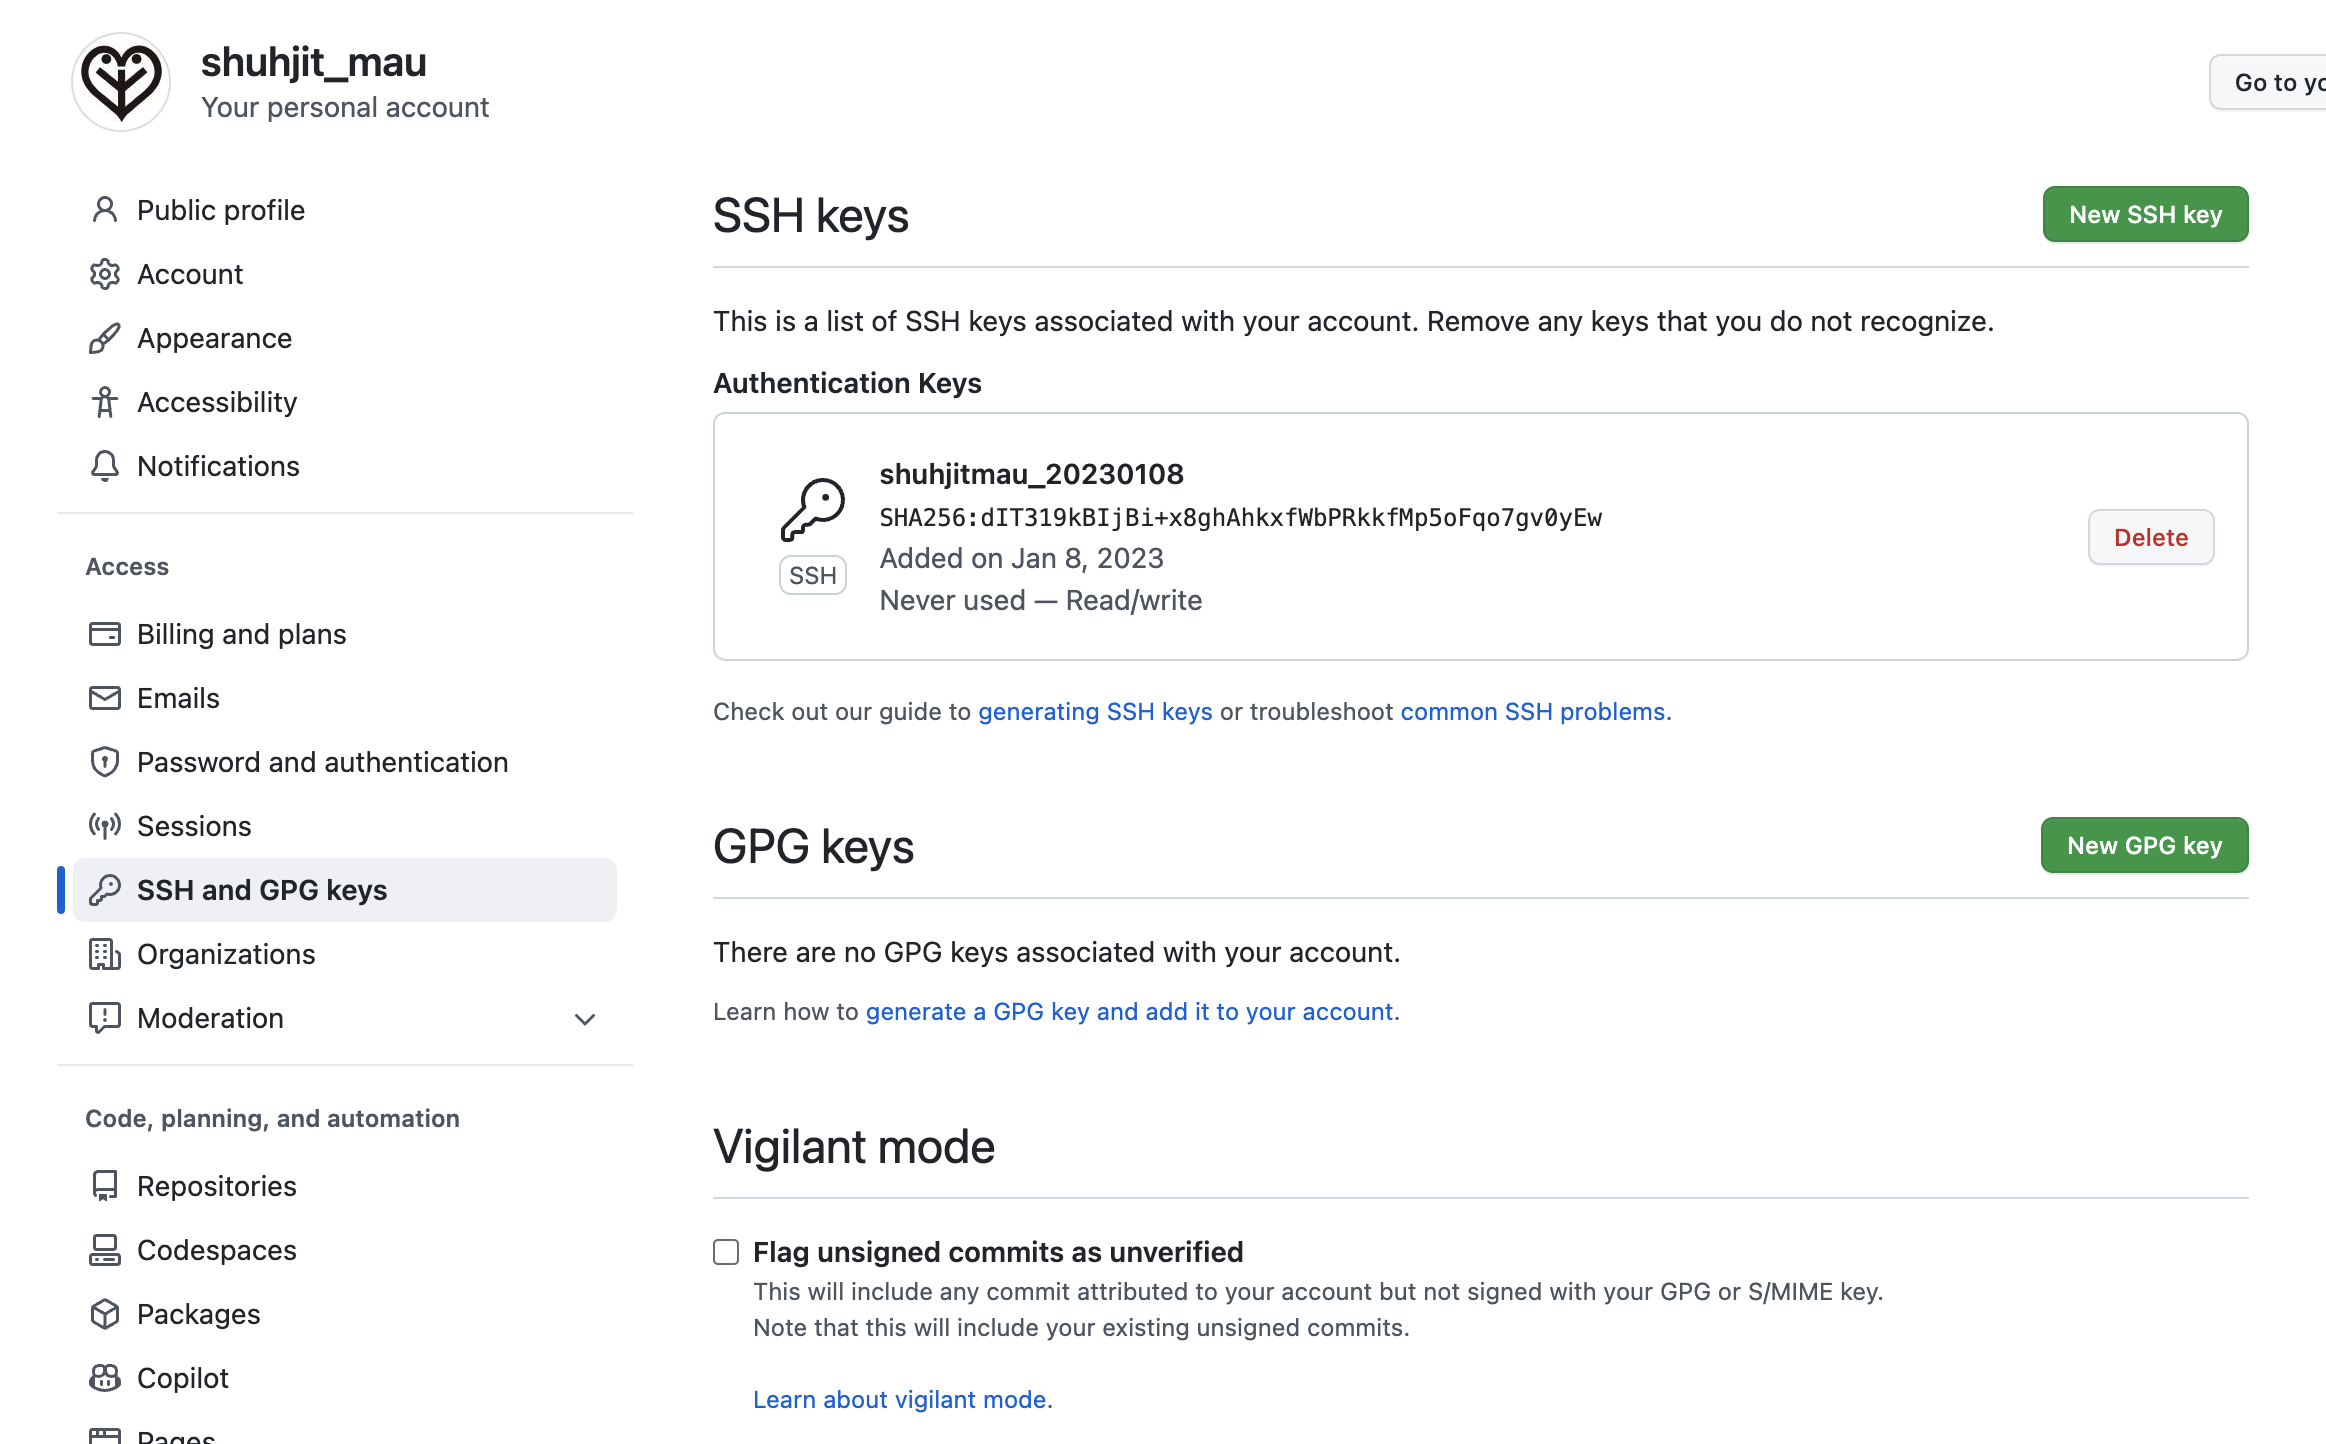 shuhjit_mau
Your personal account
Go to yo
Public profile
Account
Appearance
Accessibility
Notifications
Access
Billing and plans
Emails
Password and authentication
Sessions
SSH and GPG keys
Organizations
Moderation
Code, planning, and automation
Repositories
Codespaces
Packages
Copilot
Pages
SSH keys
New SSH key
This is a list of SSH keys associated with your account. Remove any keys that you do not recognize.
Authentication Keys
shuhjitmau_20230108
SHA256:dIT319kBIjBi+x8ghAhkxfWbPRkkfMp5oFqo7gv0yEw
Added on Jan 8, 2023
Never used — Read/write
SSH
Delete
Check out our guide to generating SSH keys or troubleshoot common SSH problems.
GPG keys
New GPG key
There are no GPG keys associated with your account.
Learn how to generate a GPG key and add it to your account.
Vigilant mode
Flag unsigned commits as unverified
This will include any commit attributed to your account but not signed with your GPG or S/MIME key.
Note that this will include your existing unsigned commits.
Learn about vigilant mode.